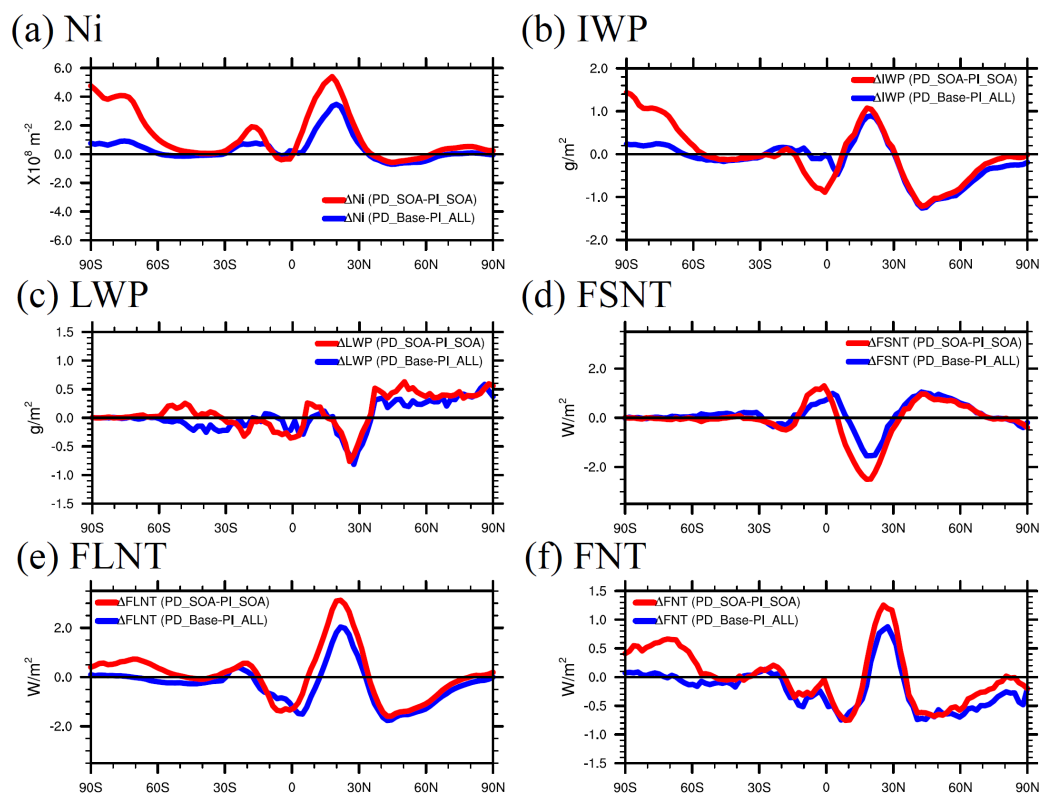 (a) Ni
6.0
4.0
2.0
0.0
-2.0
-4.0
-6.0
X10⁸ m⁻²
ΔNi (PD_SOA-PI_SOA)
ΔNi (PD_Base-PI_ALL)
90S 60S 30S 0 30N 60N 90N
(b) IWP
2.0
1.0
0.0
-1.0
-2.0
g/m²
ΔIWP (PD_SOA-PI_SOA)
ΔIWP (PD_Base-PI_ALL)
90S 60S 30S 0 30N 60N 90N
(c) LWP
1.5
1.0
0.5
0.0
-0.5
-1.0
-1.5
g/m²
ΔLWP (PD_SOA-PI_SOA)
ΔLWP (PD_Base-PI_ALL)
90S 60S 30S 0 30N 60N 90N
(d) FSNT
2.0
0.0
-2.0
W/m²
ΔFSNT (PD_SOA-PI_SOA)
ΔFSNT (PD_Base-PI_ALL)
90S 60S 30S 0 30N 60N 90N
(e) FLNT
2.0
0.0
-2.0
W/m²
ΔFLNT (PD_SOA-PI_SOA)
ΔFLNT (PD_Base-PI_ALL)
90S 60S 30S 0 30N 60N 90N
(f) FNT
1.5
1.0
0.5
0.0
-0.5
-1.0
-1.5
W/m²
ΔFNT (PD_SOA-PI_SOA)
ΔFNT (PD_Base-PI_ALL)
90S 60S 30S 0 30N 60N 90N